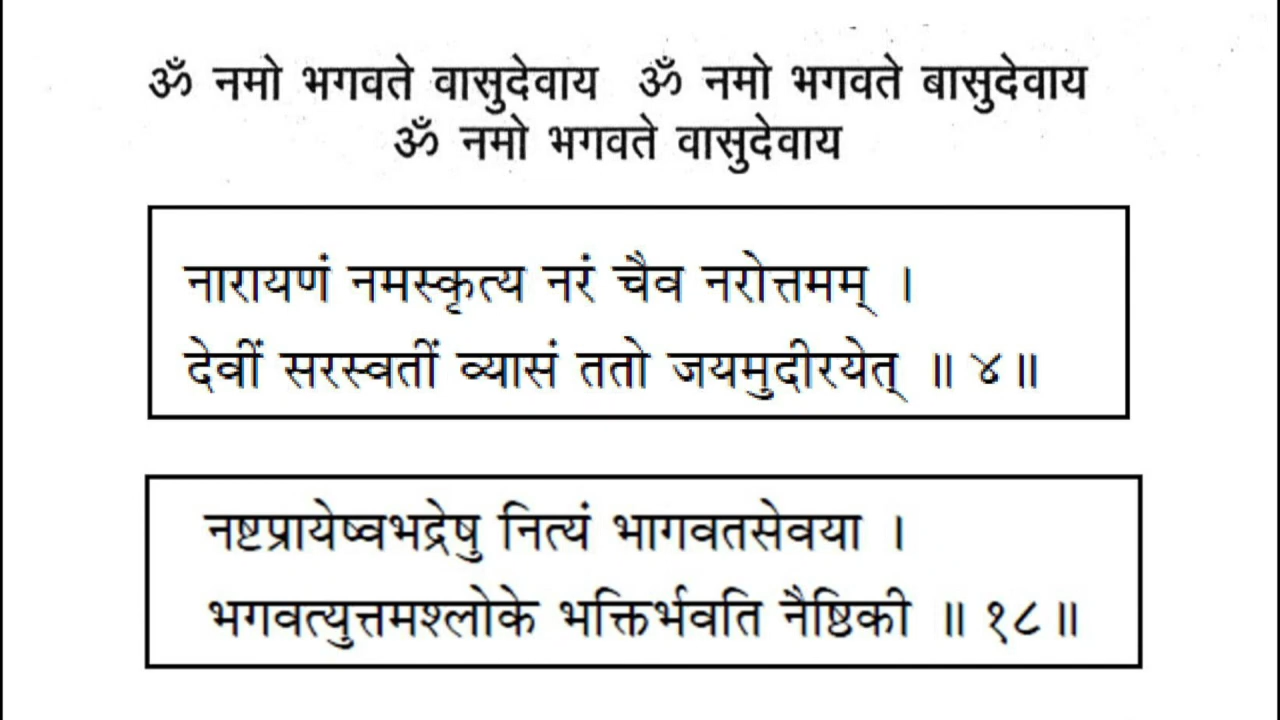 ॐ नमो भगवते वासुदेवाय ॐ नमो भगवते बासुदेवाय
ॐ नमो भगवते वासुदेवाय
नारायणं नमस्कृत्य नरं चैव नरोत्तमम् ।
देवीं सरस्वतीं व्यासं ततो जयमुदीरयेत् ॥ ४॥
नष्टप्रायेष्वभद्रेषु नित्यं भागवतसेवया ।
भगवत्युत्तमश्लोके भक्तिर्भवति नैष्ठिकी ॥ १८॥